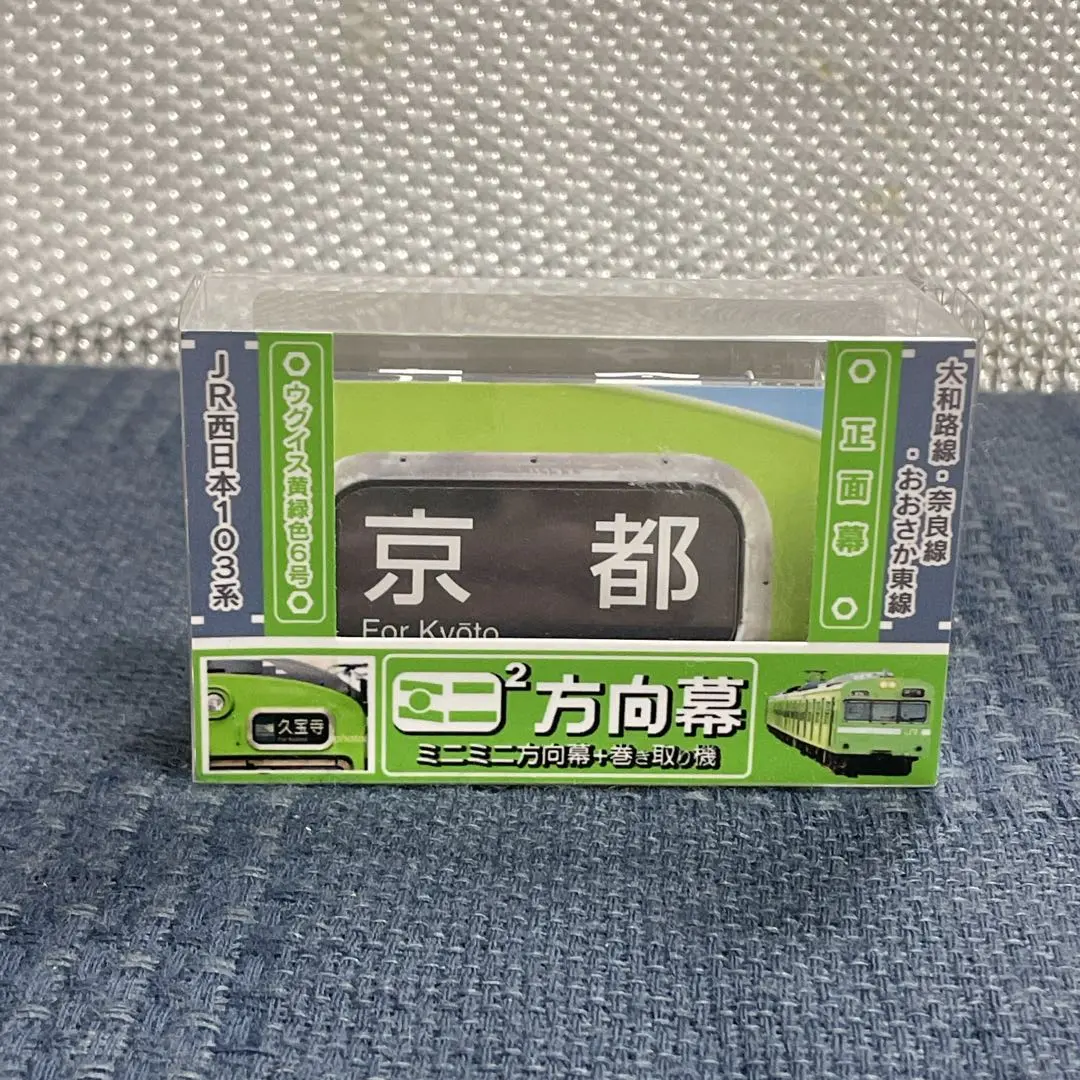 JR西日本103系
ウグイス黄緑色6号
京都
For Kyōto
正面幕
大和路線・奈良線
・おおさか東線
久宝寺
ミニ²方向幕
ミニミニ方向幕+巻き取り機